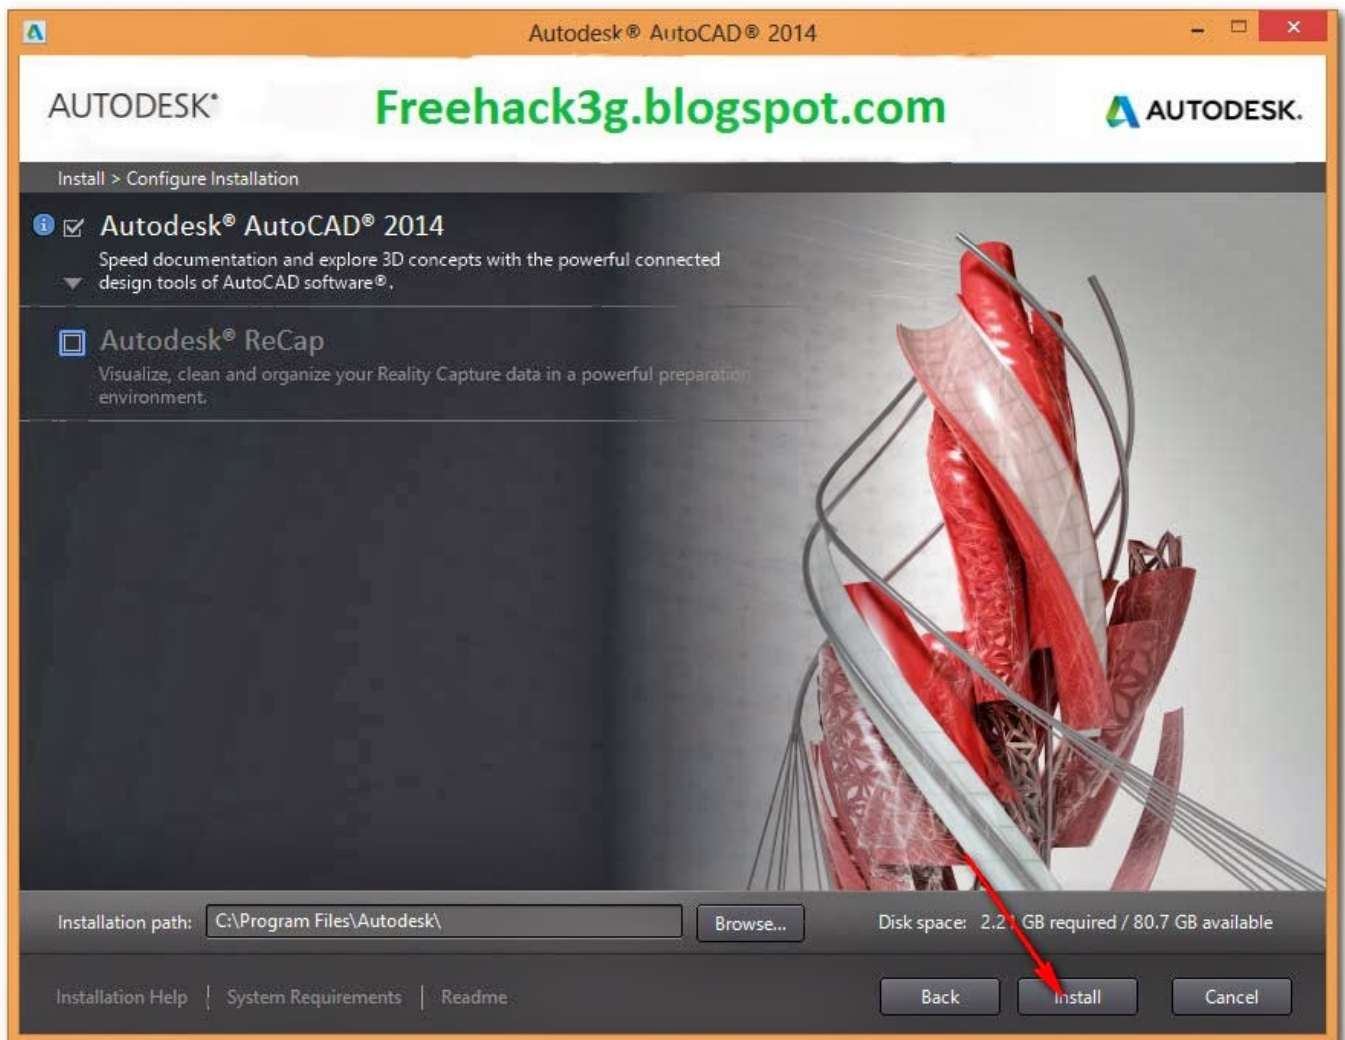 Autodesk® AutoCAD® 2014
AUTODESK®
Freehack3g.blogspot.com
AUTODESK.
Install > Configure Installation
Autodesk® AutoCAD® 2014
Speed documentation and explore 3D concepts with the powerful connected
design tools of AutoCAD software®.
Autodesk® ReCap
Visualize, clean and organize your Reality Capture data in a powerful preparation
environment.
Installation path: C:\Program Files\Autodesk\ Browse... Disk space: 2.21 GB required / 80.7 GB available
Installation Help | System Requirements | Readme Back Install Cancel